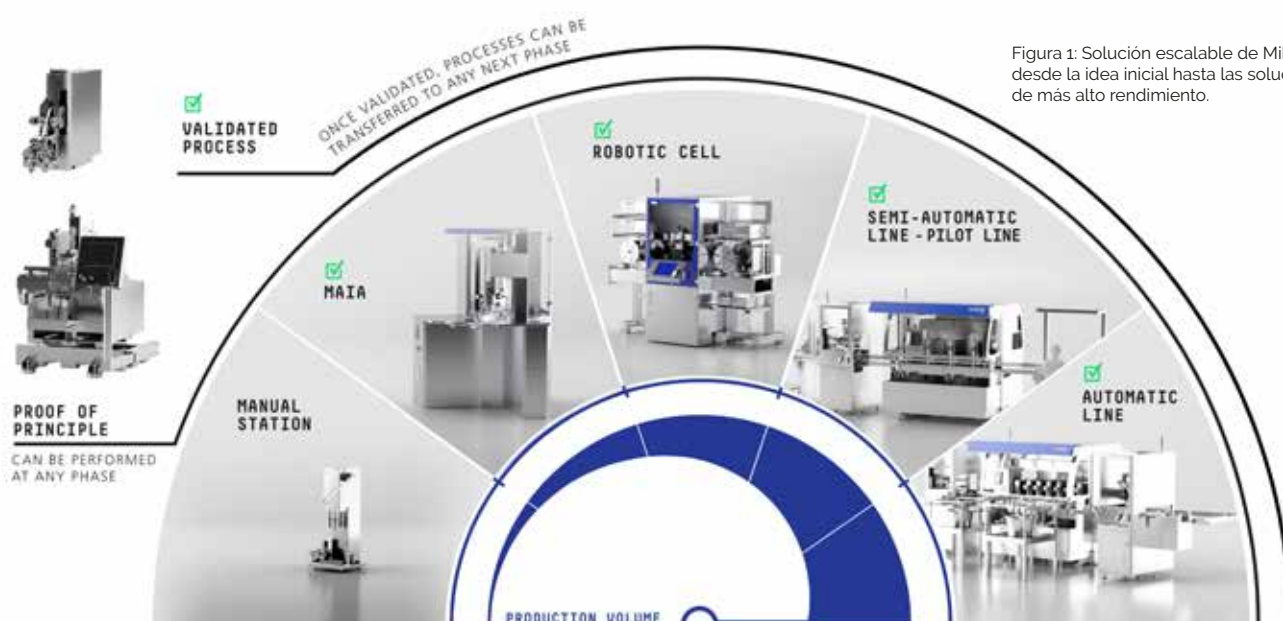 Figura 1: Solución escalable de
desde la idea inicial hasta las
de más alto rendimiento.
ONCE VALIDATED, PROCESSES CAN BE
TRANSFERRED TO ANY NEXT PHASE
VALIDATED
PROCESS
ROBOTIC CELL
SEMI-AUTOMATIC
LINE - PILOT LINE
MAIA
AUTOMATIC
LINE
MANUAL
STATION
PROOF OF
PRINCIPLE
CAN BE PERFORMED
AT ANY PHASE
PRODUCTION VOLUME